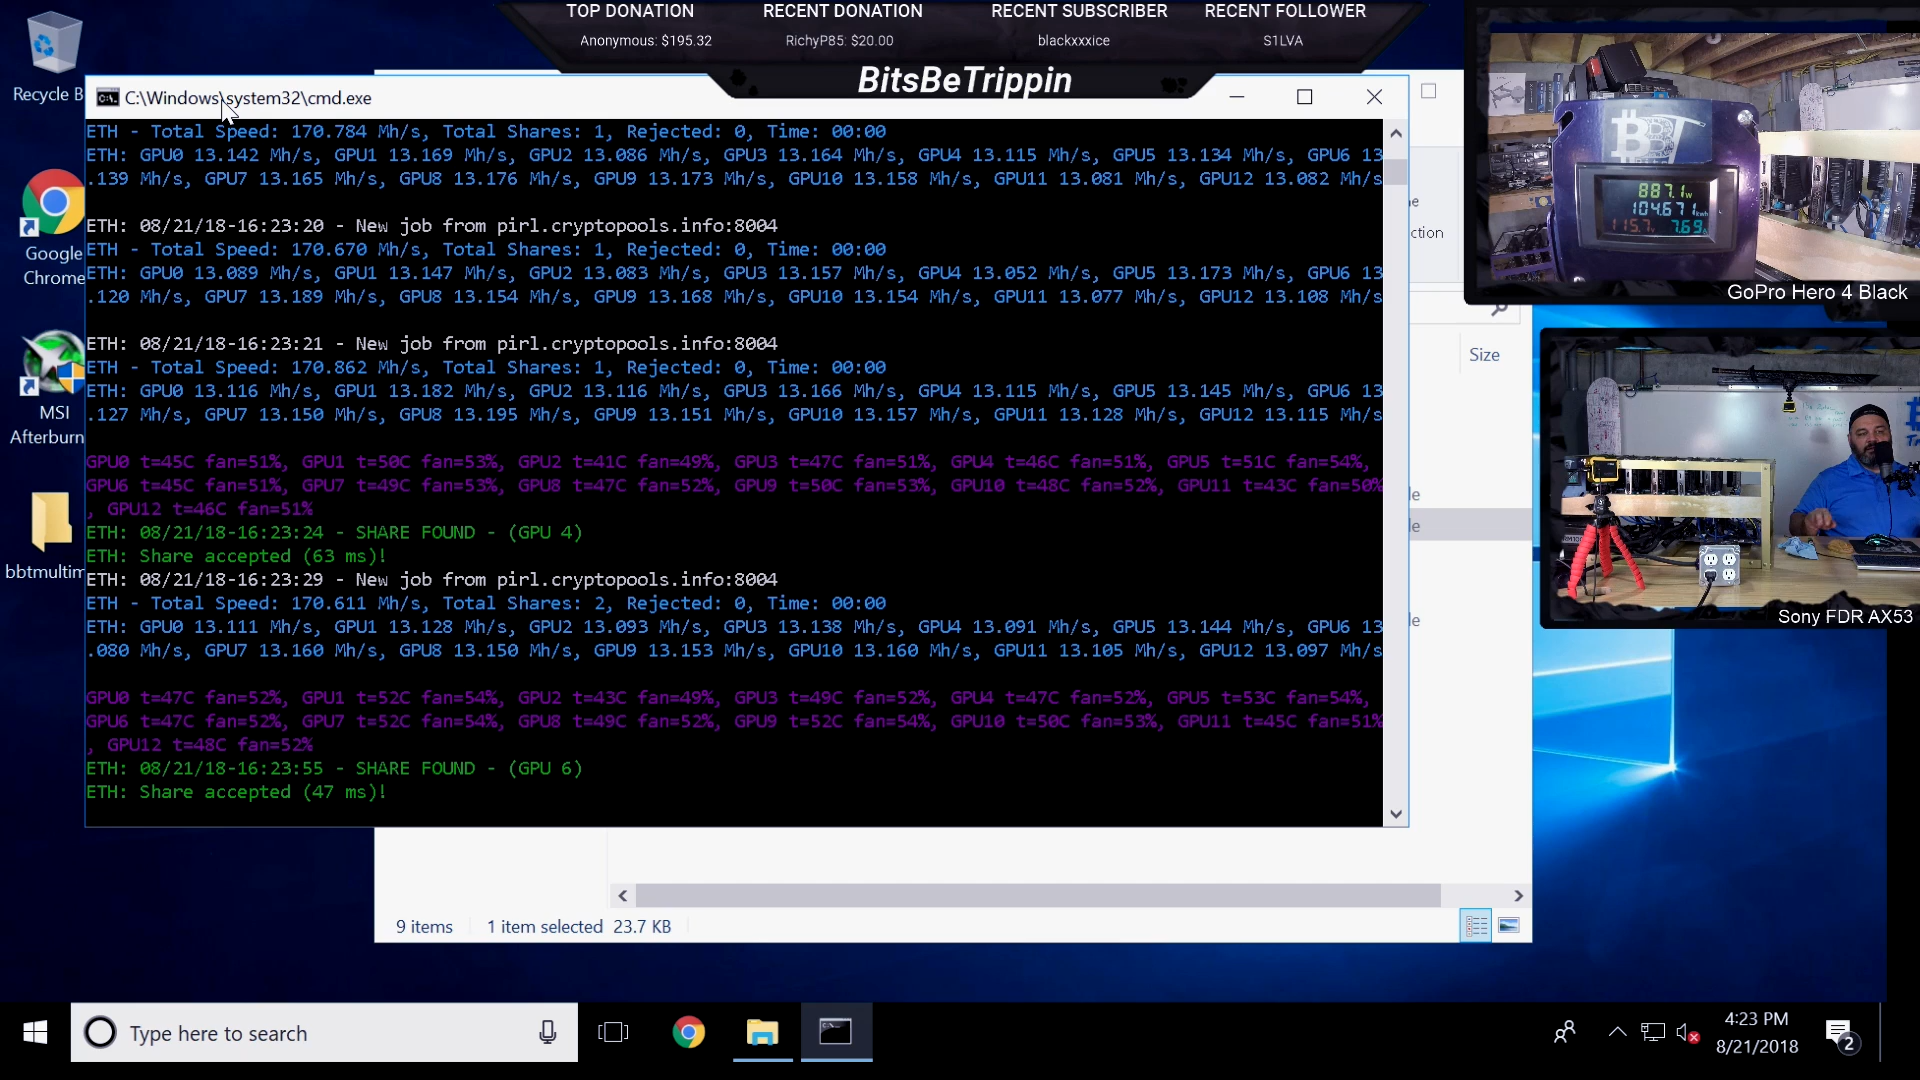 TOP DONATION
Anonymous: $195.32
RECENT DONATION
RichyP85: $20.00
RECENT SUBSCRIBER
blackxxxice
RECENT FOLLOWER
S1LVA
BitsBeTrippin
Recycle B
Google
Chrome
MSI
Afterburn
bbtmultim
C:\Windows\system32\cmd.exe
ETH - Total Speed: 170.784 Mh/s, Total Shares: 1, Rejected: 0, Time: 00:00
ETH: GPU0 13.142 Mh/s, GPU1 13.169 Mh/s, GPU2 13.086 Mh/s, GPU3 13.164 Mh/s, GPU4 13.115 Mh/s, GPU5 13.134 Mh/s, GPU6 13
.139 Mh/s, GPU7 13.165 Mh/s, GPU8 13.176 Mh/s, GPU9 13.173 Mh/s, GPU10 13.158 Mh/s, GPU11 13.081 Mh/s, GPU12 13.082 Mh/s
ETH: 08/21/18-16:23:20 - New job from pirl.cryptopools.info:8004
ETH - Total Speed: 170.670 Mh/s, Total Shares: 1, Rejected: 0, Time: 00:00
ETH: GPU0 13.089 Mh/s, GPU1 13.147 Mh/s, GPU2 13.083 Mh/s, GPU3 13.157 Mh/s, GPU4 13.052 Mh/s, GPU5 13.173 Mh/s, GPU6 13
.120 Mh/s, GPU7 13.189 Mh/s, GPU8 13.154 Mh/s, GPU9 13.168 Mh/s, GPU10 13.154 Mh/s, GPU11 13.077 Mh/s, GPU12 13.108 Mh/s
ETH: 08/21/18-16:23:21 - New job from pirl.cryptopools.info:8004
ETH - Total Speed: 170.862 Mh/s, Total Shares: 1, Rejected: 0, Time: 00:00
ETH: GPU0 13.116 Mh/s, GPU1 13.182 Mh/s, GPU2 13.116 Mh/s, GPU3 13.166 Mh/s, GPU4 13.115 Mh/s, GPU5 13.145 Mh/s, GPU6 13
.127 Mh/s, GPU7 13.150 Mh/s, GPU8 13.195 Mh/s, GPU9 13.151 Mh/s, GPU10 13.157 Mh/s, GPU11 13.128 Mh/s, GPU12 13.115 Mh/s
GPU0 t=45C fan=51%, GPU1 t=50C fan=53%, GPU2 t=41C fan=49%, GPU3 t=47C fan=51%, GPU4 t=46C fan=51%, GPU5 t=51C fan=54%,
GPU6 t=45C fan=51%, GPU7 t=49C fan=53%, GPU8 t=47C fan=52%, GPU9 t=50C fan=53%, GPU10 t=48C fan=52%, GPU11 t=43C fan=50%
, GPU12 t=46C fan=51%
ETH: 08/21/18-16:23:24 - SHARE FOUND - (GPU 4)
ETH: Share accepted (63 ms)!
ETH: 08/21/18-16:23:29 - New job from pirl.cryptopools.info:8004
ETH - Total Speed: 170.611 Mh/s, Total Shares: 2, Rejected: 0, Time: 00:00
ETH: GPU0 13.111 Mh/s, GPU1 13.128 Mh/s, GPU2 13.093 Mh/s, GPU3 13.138 Mh/s, GPU4 13.091 Mh/s, GPU5 13.144 Mh/s, GPU6 13
.080 Mh/s, GPU7 13.160 Mh/s, GPU8 13.150 Mh/s, GPU9 13.153 Mh/s, GPU10 13.160 Mh/s, GPU11 13.105 Mh/s, GPU12 13.097 Mh/s
GPU0 t=47C fan=52%, GPU1 t=52C fan=54%, GPU2 t=43C fan=49%, GPU3 t=49C fan=52%, GPU4 t=47C fan=52%, GPU5 t=53C fan=54%,
GPU6 t=47C fan=52%, GPU7 t=52C fan=54%, GPU8 t=49C fan=52%, GPU9 t=52C fan=54%, GPU10 t=50C fan=53%, GPU11 t=45C fan=51%
, GPU12 t=48C fan=52%
ETH: 08/21/18-16:23:55 - SHARE FOUND - (GPU 6)
ETH: Share accepted (47 ms)!
ne
ction
Size
le
le
le
887.1w
104.671kwh
115.7v 7.69a
GoPro Hero 4 Black
Sony FDR AX53
9 items
1 item selected 23.7 KB
Type here to search
4:23 PM
8/21/2018
2